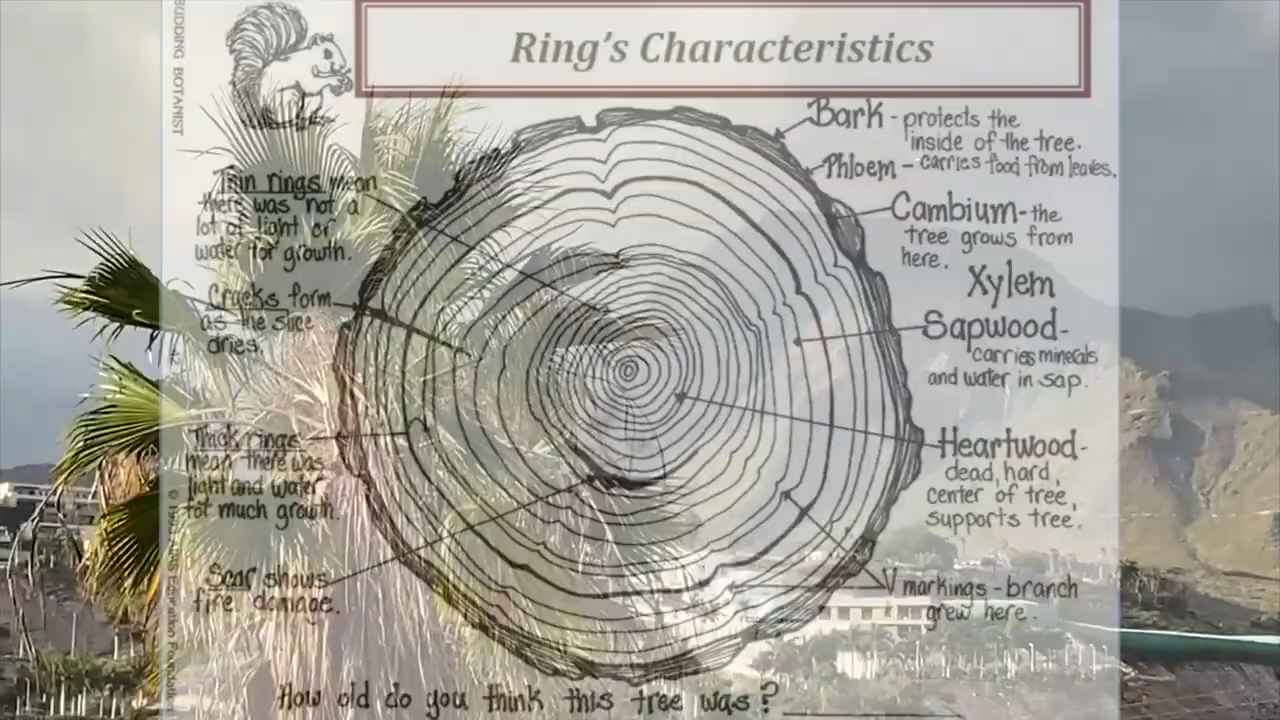 BUDDING BOTANIST
Ring's Characteristics
Bark - protects the
inside of the tree.
Phloem - carries food from leaves.
Cambium - the
tree grows from
here.
Xylem
Sapwood -
carries minerals
and water in sap.
Heartwood -
dead, hard,
center of tree,
supports tree.
V markings - branch
grew here.
Thin rings mean
there was not a
lot of light or
water for growth.
Cracks form
as the slice
dries.
Thick rings
mean there was
light and water
for much growth.
Scar shows
fire damage.
How old do you think this tree was?